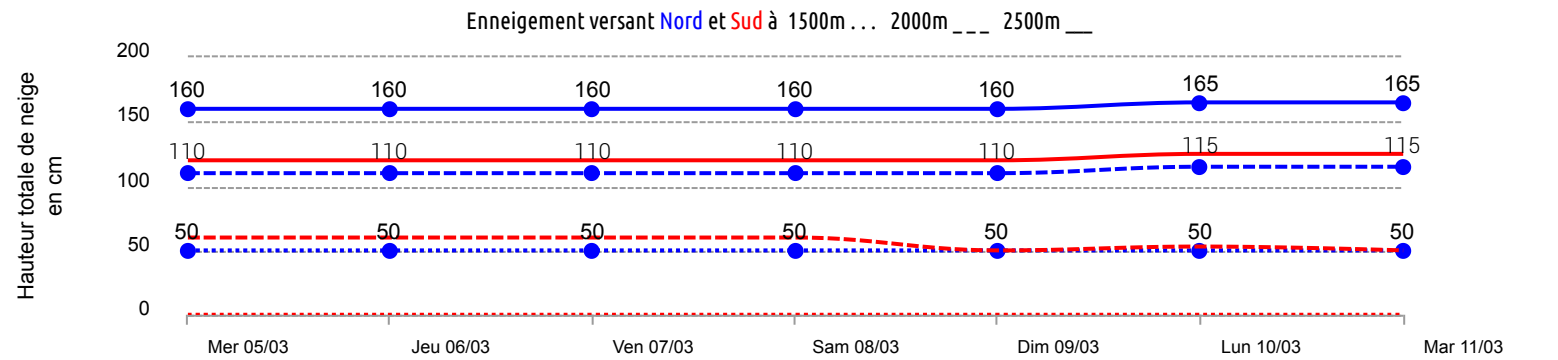 Enneigement versant Nord et Sud à 1500m . . . 2000m _ _ _ 2500m __
Hauteur totale de neige
en cm
200
160 160 160 160 160 165 165
150
110 110 110 110 110 115 115
100
50 50 50 50 50 50 50
50
0
Mer 05/03 Jeu 06/03 Ven 07/03 Sam 08/03 Dim 09/03 Lun 10/03 Mar 11/03